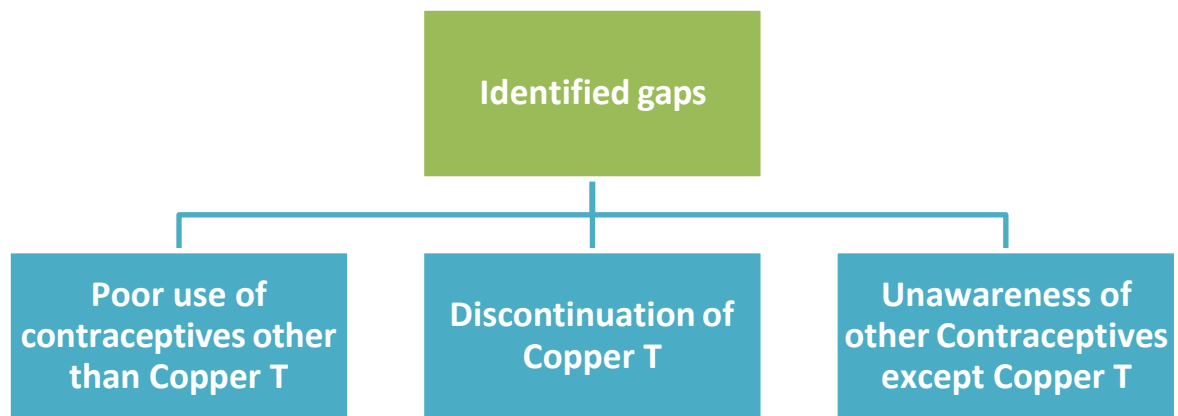 Identified gaps
Poor use of
contraceptives other
than Copper T
Discontinuation of
Copper T
Unawareness of
other Contraceptives
except Copper T